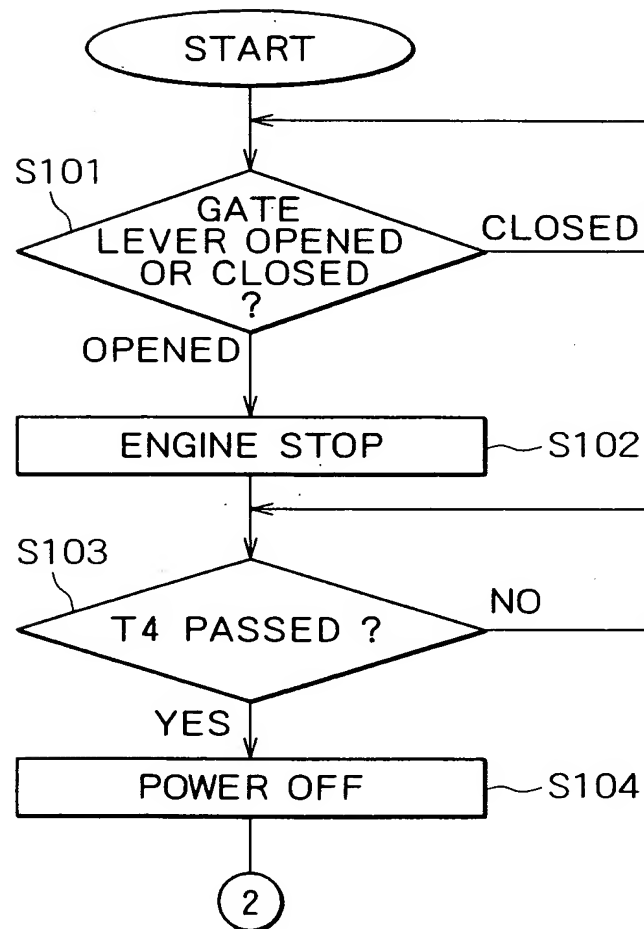 START
S101
GATE
LEVER OPENED
OR CLOSED
?
CLOSED
OPENED
ENGINE STOP
S102
S103
T4 PASSED ?
NO
YES
POWER OFF
S104
2